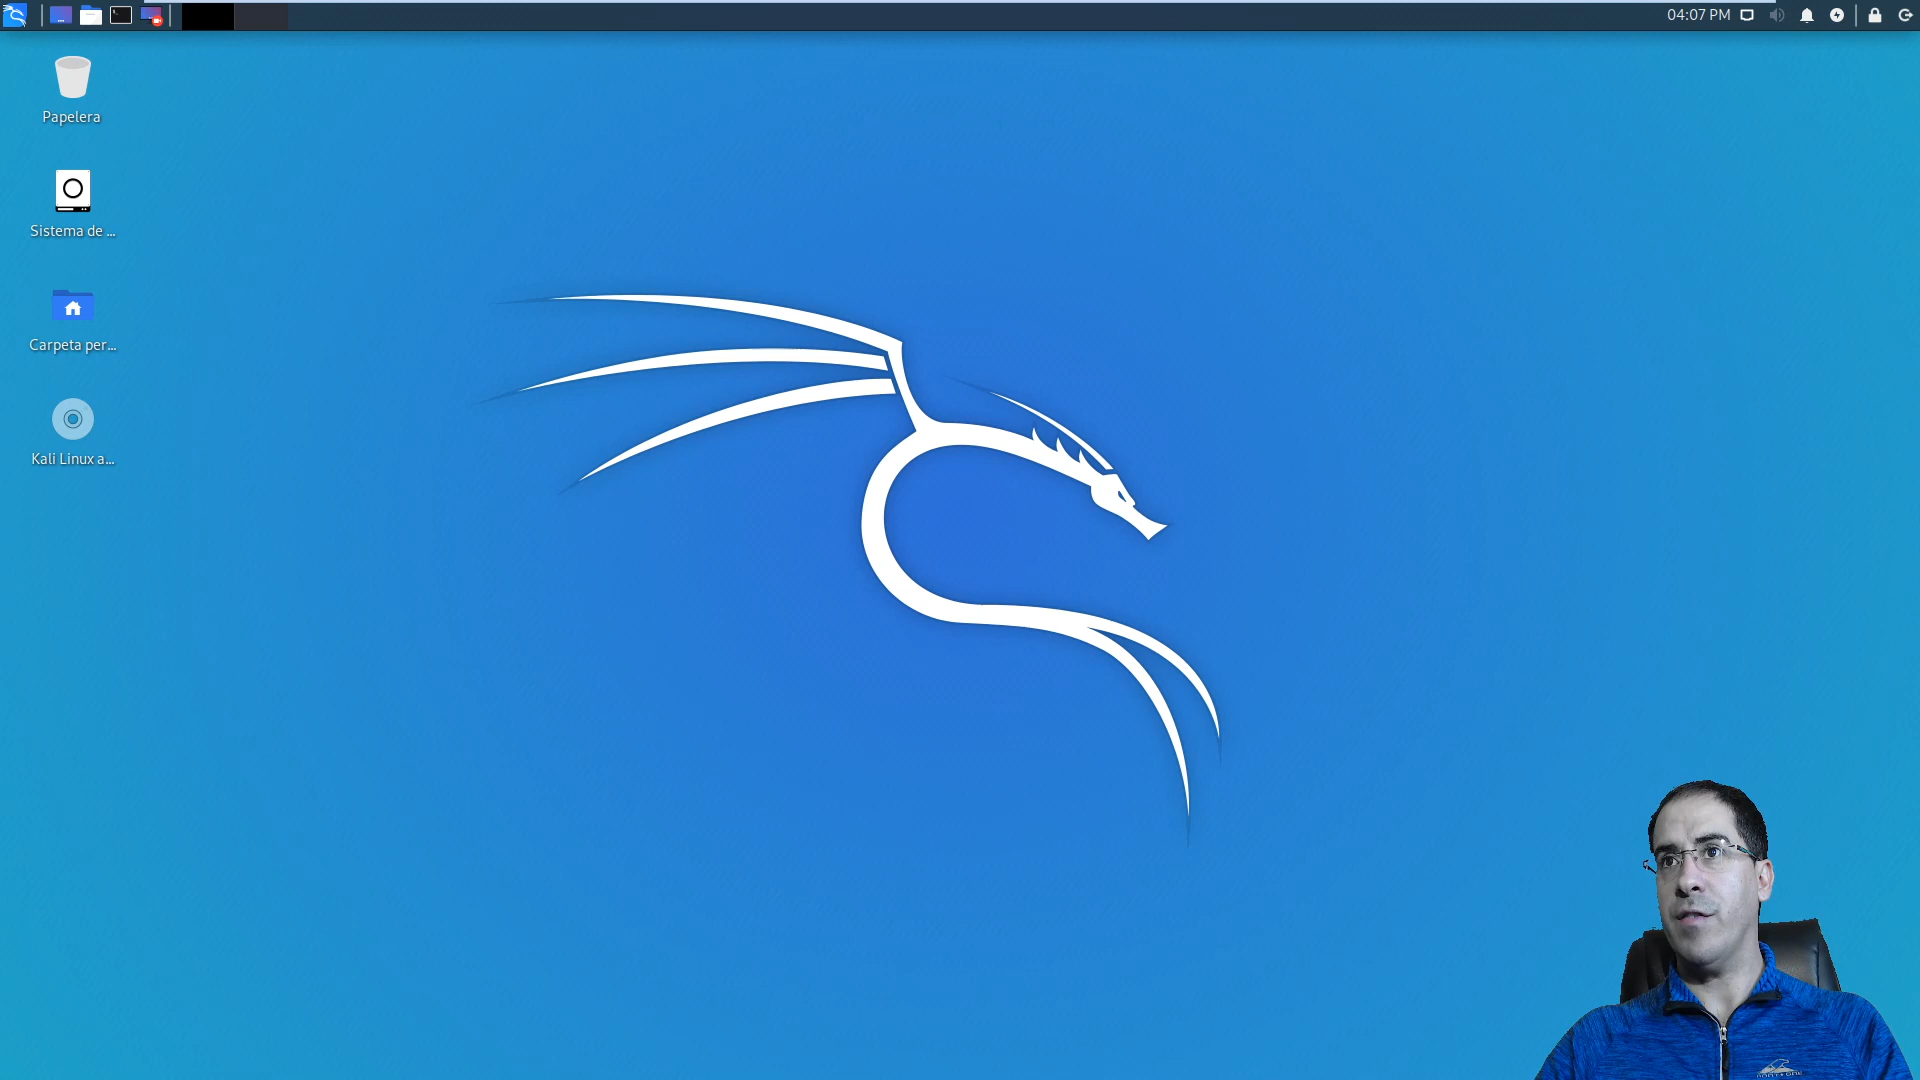 04:07 PM
Papelera
Sistema de ...
Carpeta per...
Kali Linux a...